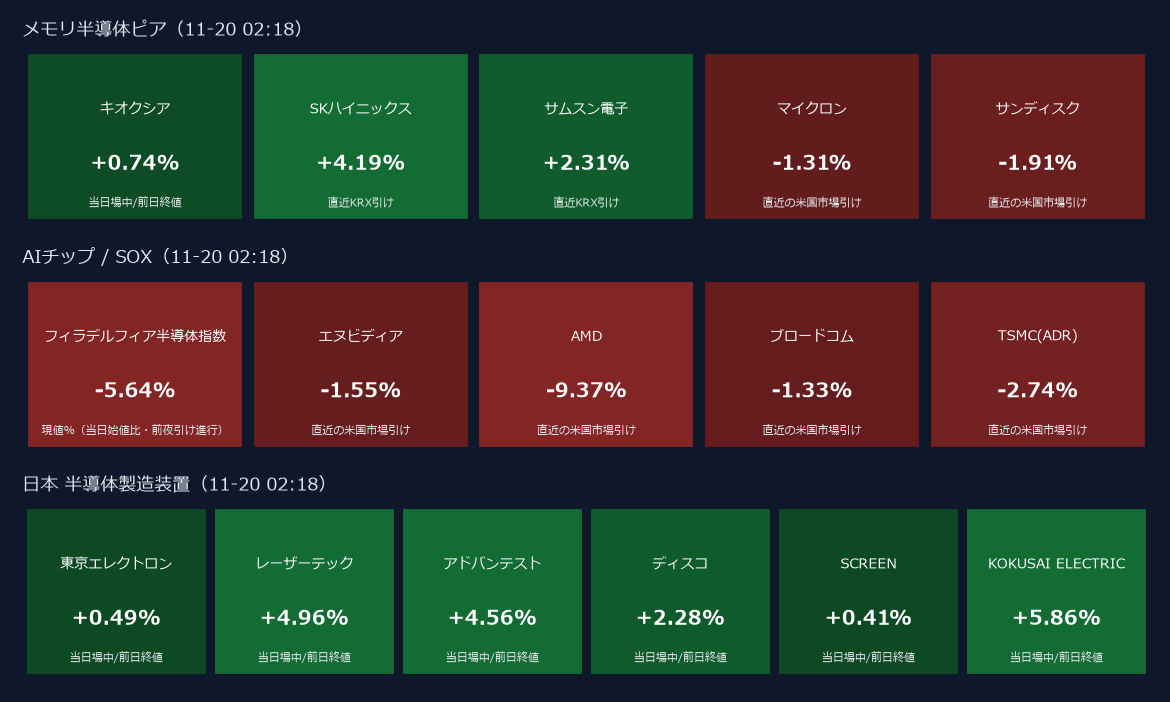 メモリ半導体ピア（11-20 02:18）
キオクシア
+0.74%
当日場中/前日終値
SKハイニックス
+4.19%
直近KRX引け
サムスン電子
+2.31%
直近KRX引け
マイクロン
-1.31%
直近の米国市場引け
サンディスク
-1.91%
直近の米国市場引け
AIチップ / SOX（11-20 02:18）
フィラデルフィア半導体指数
-5.64%
現値%（当日始値比・前夜引け進行）
エヌビディア
-1.55%
直近の米国市場引け
AMD
-9.37%
直近の米国市場引け
ブロードコム
-1.33%
直近の米国市場引け
TSMC(ADR)
-2.74%
直近の米国市場引け
日本 半導体製造装置（11-20 02:18）
東京エレクトロン
+0.49%
当日場中/前日終値
レーザーテック
+4.96%
当日場中/前日終値
アドバンテスト
+4.56%
当日場中/前日終値
ディスコ
+2.28%
当日場中/前日終値
SCREEN
+0.41%
当日場中/前日終値
KOKUSAI ELECTRIC
+5.86%
当日場中/前日終値